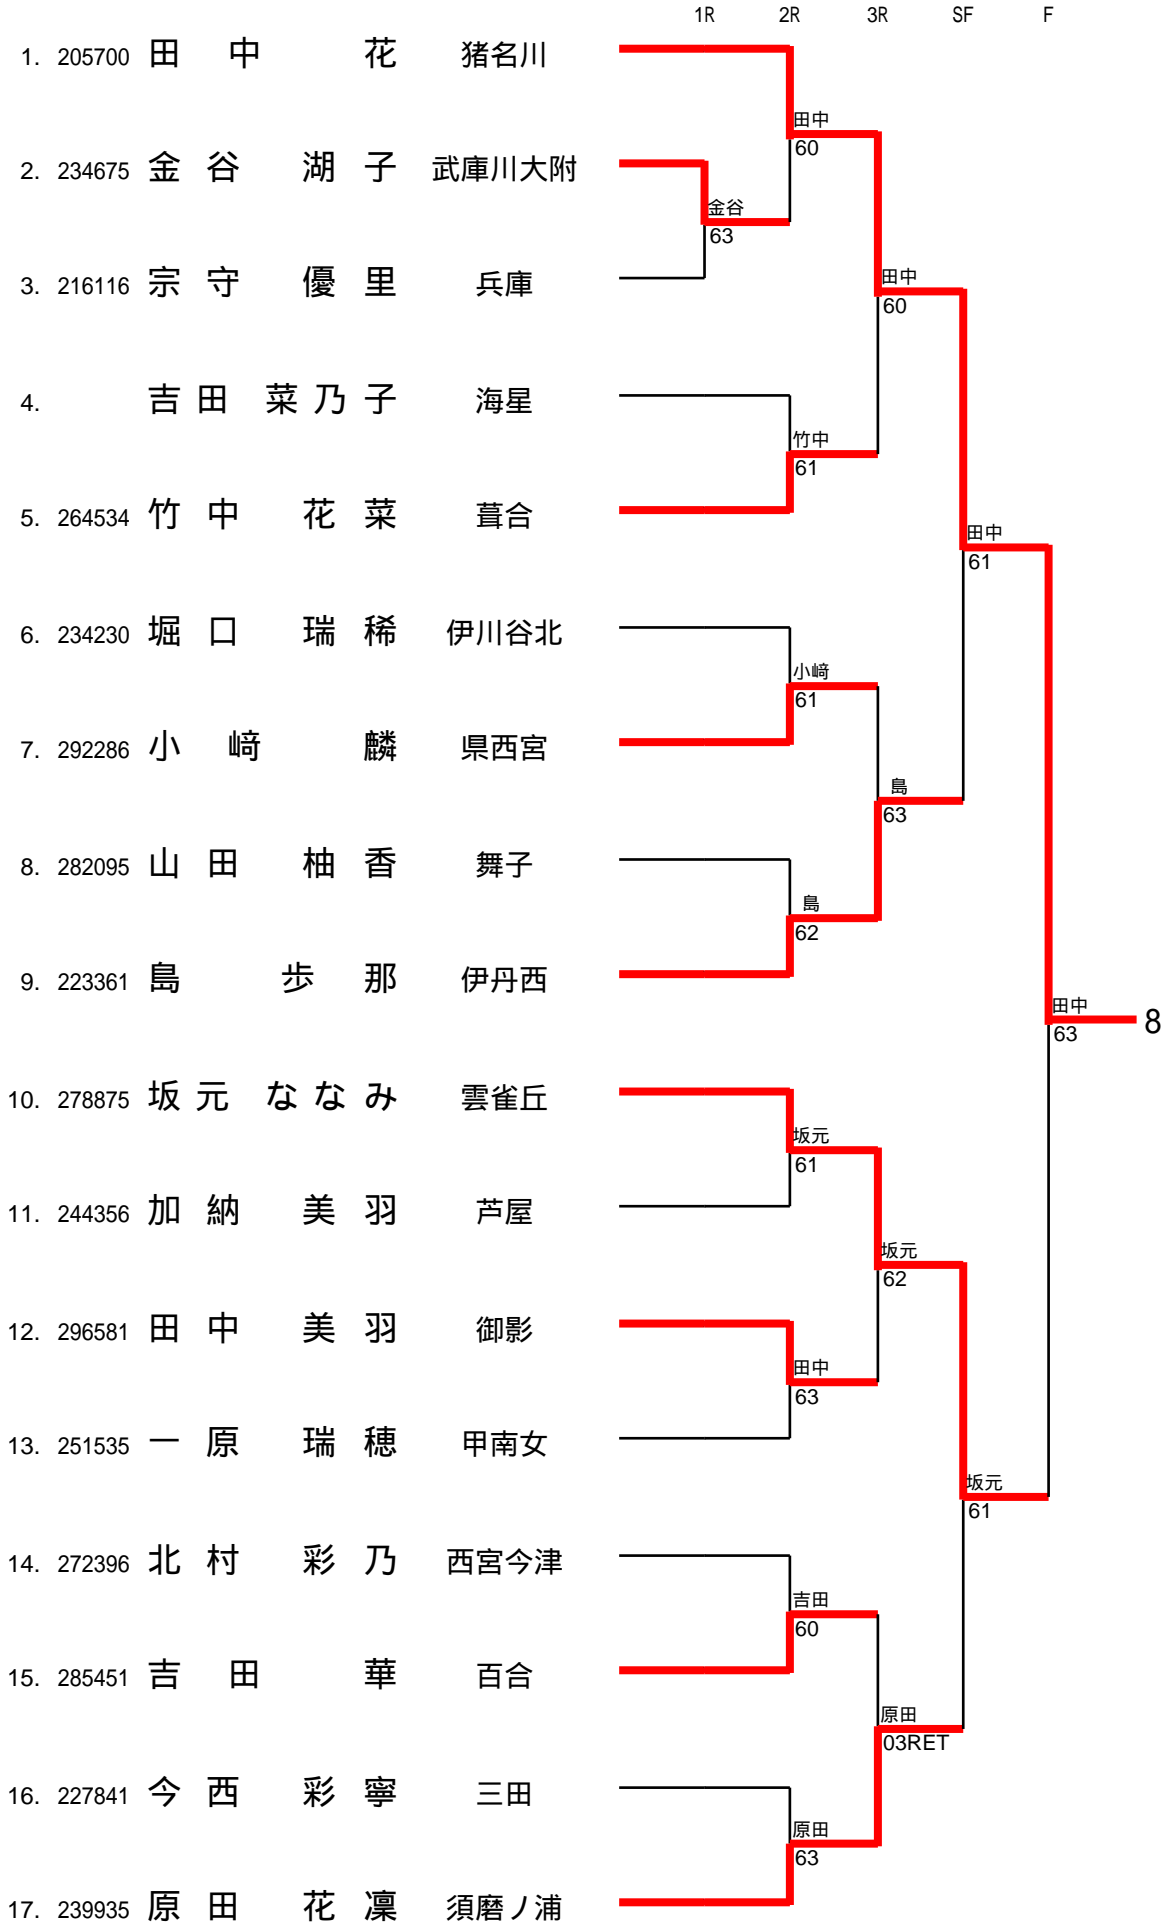 1R 2R 3R SF F
1. 205700 田中 花 猪名川
田中
60
2. 234675 金谷 湖子 武庫川大附
金谷
63
3. 216116 宗守 優里 兵庫
田中
60
4. 吉田 菜乃子 海星
竹中
61
5. 264534 竹中 花菜 葺合
田中
61
6. 234230 堀口 瑞稀 伊川谷北
小﨑
61
7. 292286 小﨑 麟 県西宮
島
63
8. 282095 山田 柚香 舞子
島
62
9. 223361 島 歩那 伊丹西
田中
63
8
10. 278875 坂元 ななみ 雲雀丘
坂元
61
11. 244356 加納 美羽 芦屋
坂元
62
12. 296581 田中 美羽 御影
田中
63
13. 251535 一原 瑞穂 甲南女
坂元
61
14. 272396 北村 彩乃 西宮今津
吉田
60
15. 285451 吉田 華 百合
原田
03RET
16. 227841 今西 彩寧 三田
原田
63
17. 239935 原田 花凜 須磨ノ浦